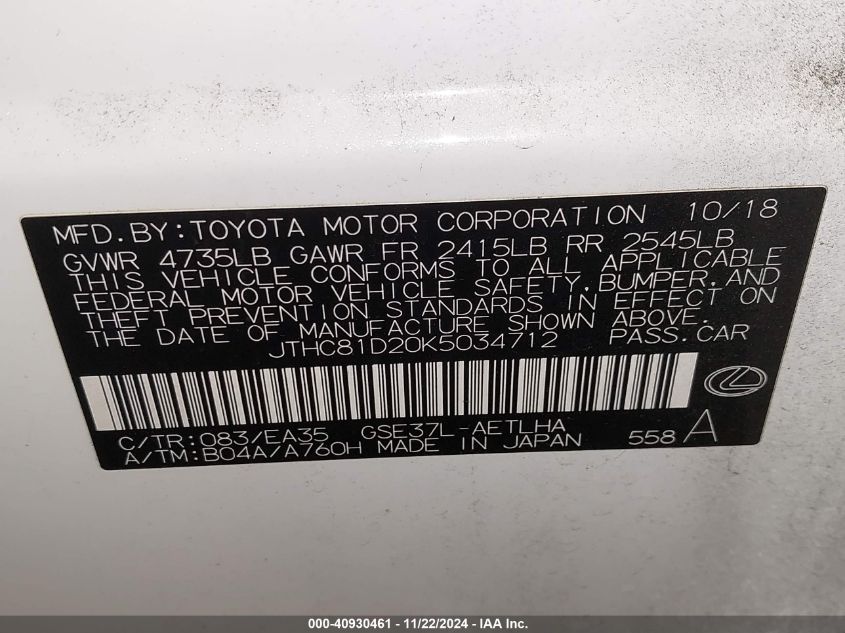 MFD.BY:TOYOTA MOTOR CORPORATION 10/18
GVWR 4735LB GAWR FR 2415LB RR 2545LB
THIS VEHICLE CONFORMS TO ALL APPLICABLE
FEDERAL MOTOR VEHICLE SAFETY,BUMPER,AND
THEFT PREVENTION STANDARDS IN EFFECT ON
THE DATE OF MANUFACTURE SHOWN ABOVE.
JTHC81D20K5034712 PASS.CAR
C/TR:083/EA35 GSE37L-AETLHA
A/TM:B04A/A760H MADE IN JAPAN 558 A
000-40930461 - 11/22/2024 - IAA Inc.